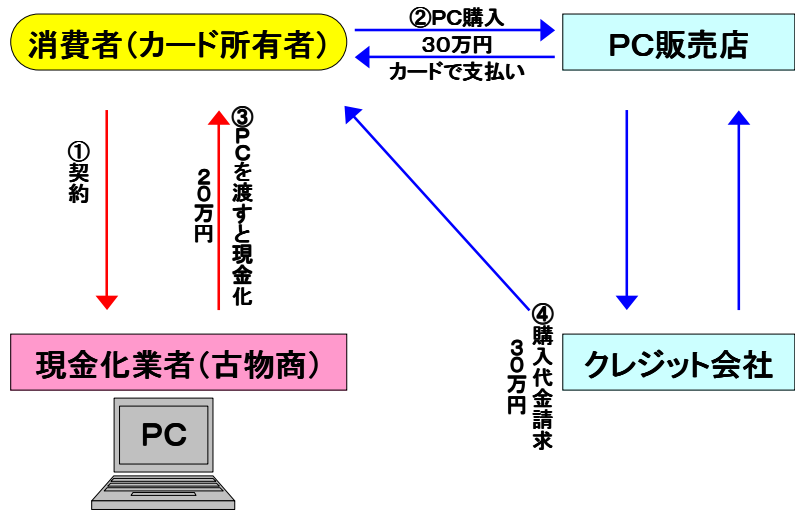 消費者（カード所有者）
②PC購入
３０万円
カードで支払い
PC販売店
①契約
③PCを渡すと現金化
２０万円
④購入代金請求
３０万円
現金化業者（古物商）
クレジット会社
PC